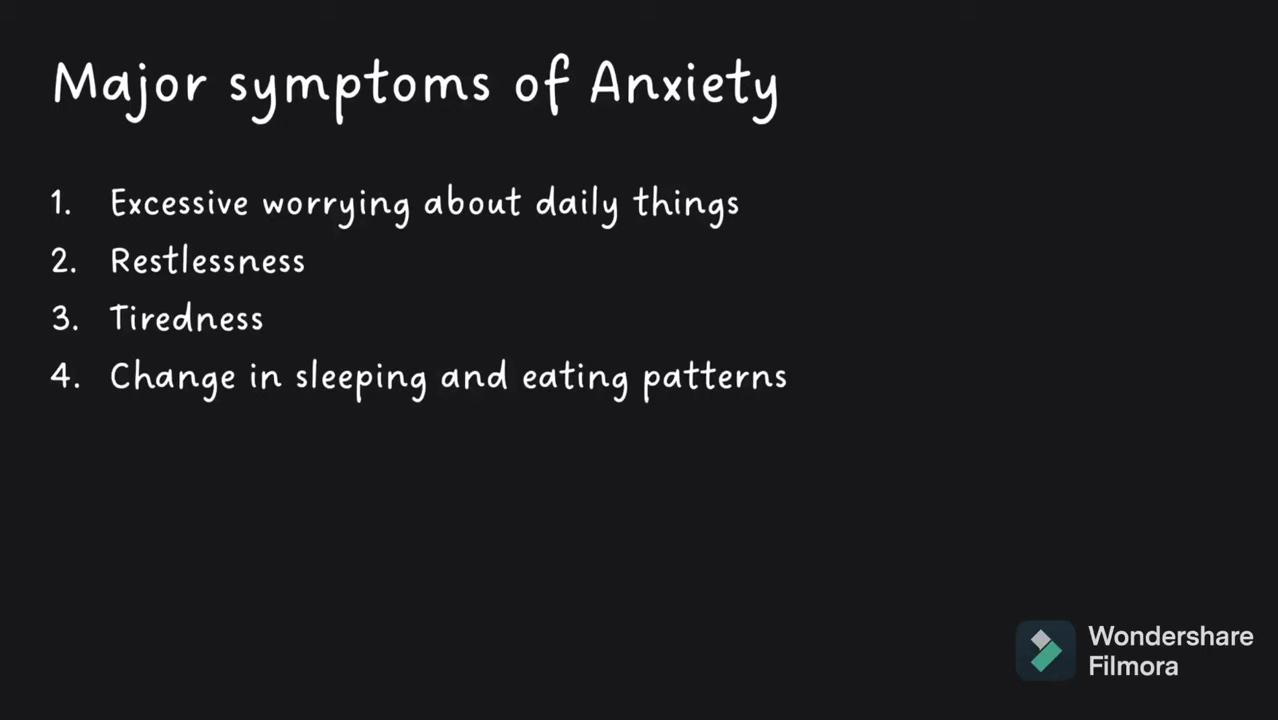 Major symptoms of Anxiety
1. Excessive worrying about daily things
2. Restlessness
3. Tiredness
4. Change in sleeping and eating patterns
Wondershare
Filmora